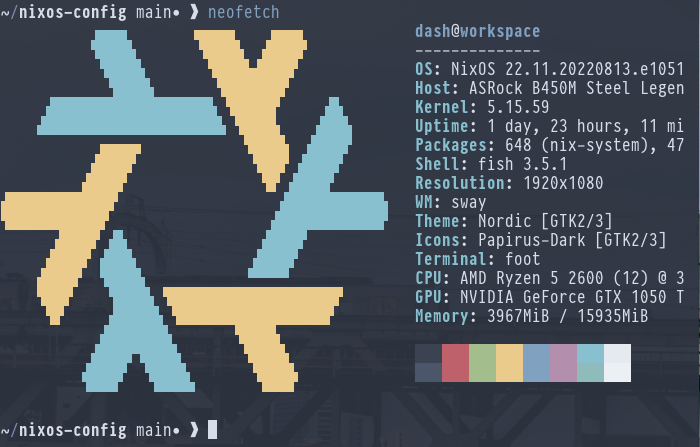 ~/nixos-config main• ❱ neofetch
dash@workspace
--------------
OS: NixOS 22.11.20220813.e1051
Host: ASRock B450M Steel Legen
Kernel: 5.15.59
Uptime: 1 day, 23 hours, 11 mi
Packages: 648 (nix-system), 47
Shell: fish 3.5.1
Resolution: 1920x1080
WM: sway
Theme: Nordic [GTK2/3]
Icons: Papirus-Dark [GTK2/3]
Terminal: foot
CPU: AMD Ryzen 5 2600 (12) @ 3
GPU: NVIDIA GeForce GTX 1050 T
Memory: 3967MiB / 15935MiB
~/nixos-config main• ❱